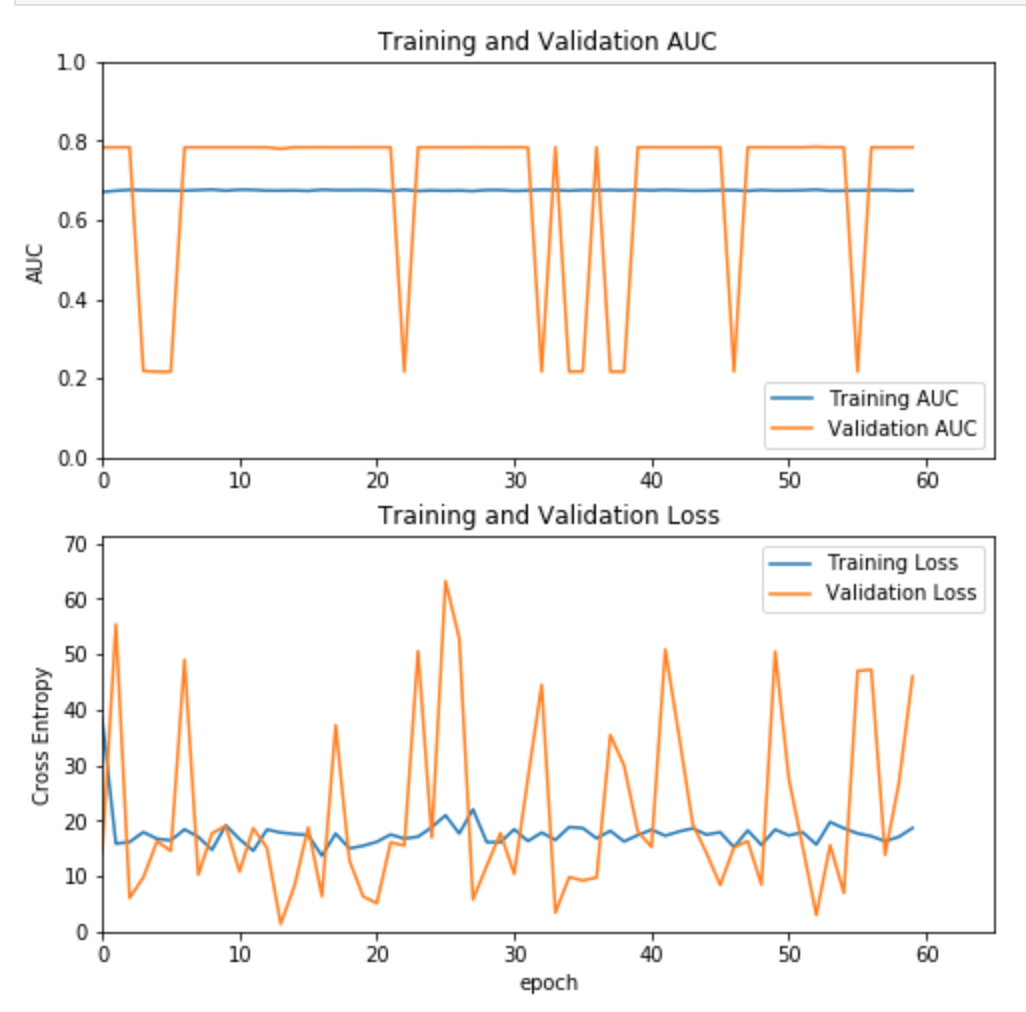 Training and Validation AUC
1.0
0.8
0.6
0.4
0.2
0.0
AUC
Training AUC
Validation AUC
0 10 20 30 40 50 60
Training and Validation Loss
70
60
50
40
30
20
10
0
Cross Entropy
Training Loss
Validation Loss
0 10 20 30 40 50 60
epoch